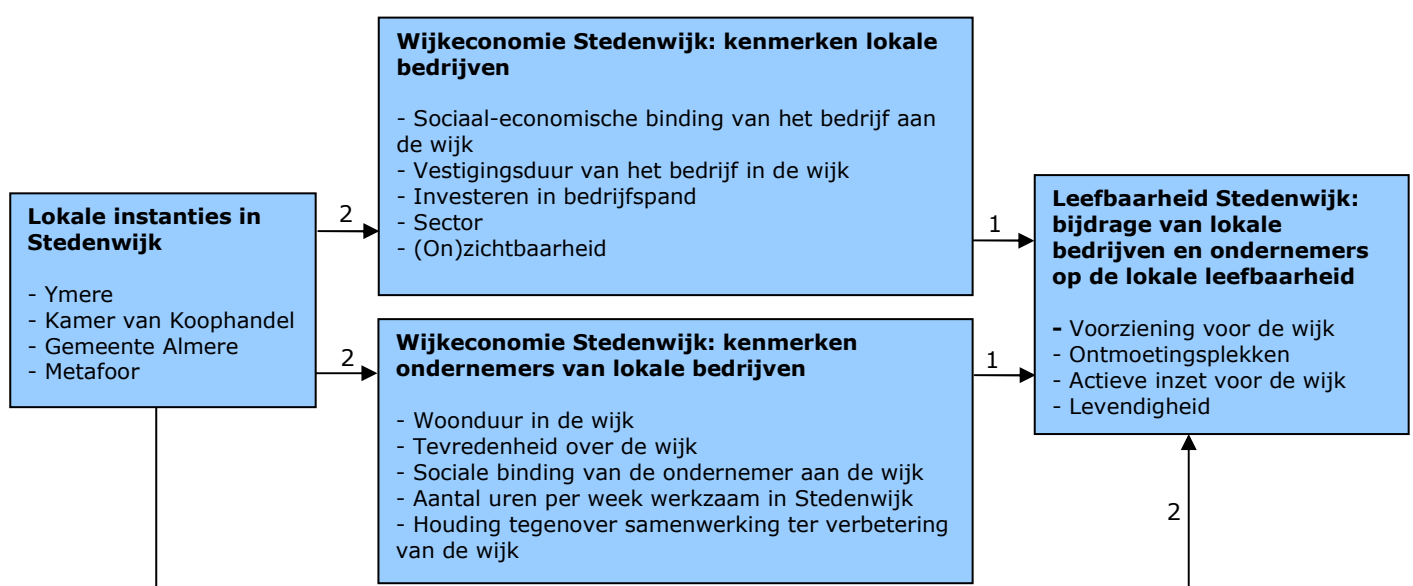 Wijkeconomie Stedenwijk: kenmerken lokale
bedrijven
- Sociaal-economische binding van het bedrijf aan
de wijk
- Vestigingsduur van het bedrijf in de wijk
- Investeren in bedrijfspand
- Sector
- (On)zichtbaarheid
Lokale instanties in
Stedenwijk
- Ymere
- Kamer van Koophandel
- Gemeente Almere
- Metafoor
2
2
Wijkeconomie Stedenwijk: kenmerken
ondernemers van lokale bedrijven
- Woonduur in de wijk
- Tevredenheid over de wijk
- Sociale binding van de ondernemer aan de wijk
- Aantal uren per week werkzaam in Stedenwijk
- Houding tegenover samenwerking ter verbetering
van de wijk
1
1
Leefbaarheid Stedenwijk:
bijdrage van lokale
bedrijven en ondernemers
op de lokale leefbaarheid
- Voorziening voor de wijk
- Ontmoetingsplekken
- Actieve inzet voor de wijk
- Levendigheid
2